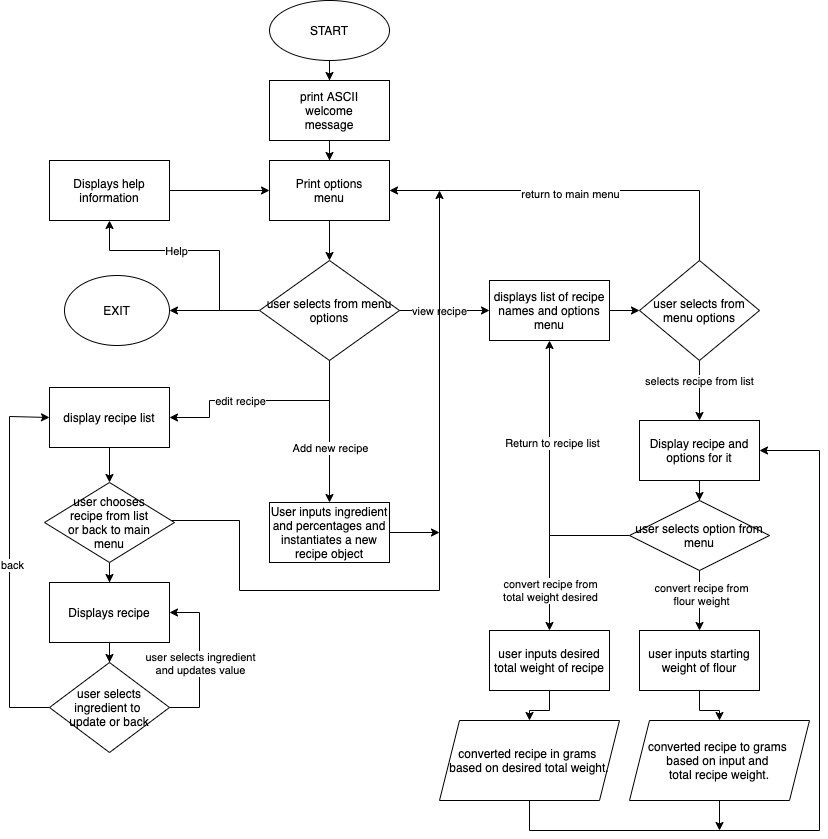 START
print ASCII
welcome
message
Displays help
information
Print options
menu
return to main menu
Help
EXIT
user selects from menu
options
view recipe
displays list of recipe
names and options
menu
user selects from
menu options
selects recipe from list
edit recipe
display recipe list
Add new recipe
Return to recipe list
Display recipe and
options for it
user chooses
recipe from list
or back to main
menu
User inputs ingredient
and percentages and
instantiates a new
recipe object
user selects option from
menu
back
Displays recipe
convert recipe from
total weight desired
convert recipe from
flour weight
user selects ingredient
and updates value
user inputs desired
total weight of recipe
user inputs starting
weight of flour
user selects
ingredient to
update or back
converted recipe in grams
based on desired total weight.
converted recipe to grams
based on input and
total recipe weight.